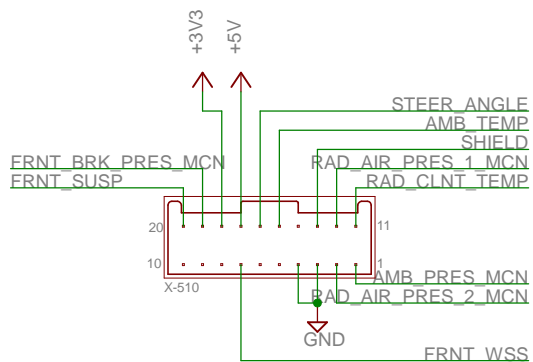 +3V3
+5V
STEER_ANGLE
AMB_TEMP
SHIELD
FRNT_BRK_PRES_MCN
RAD_AIR_PRES_1_MCN
FRNT_SUSP
RAD_CLNT_TEMP
20
11
10
1
X-510
AMB_PRES_MCN
RAD_AIR_PRES_2_MCN
GND
FRNT_WSS